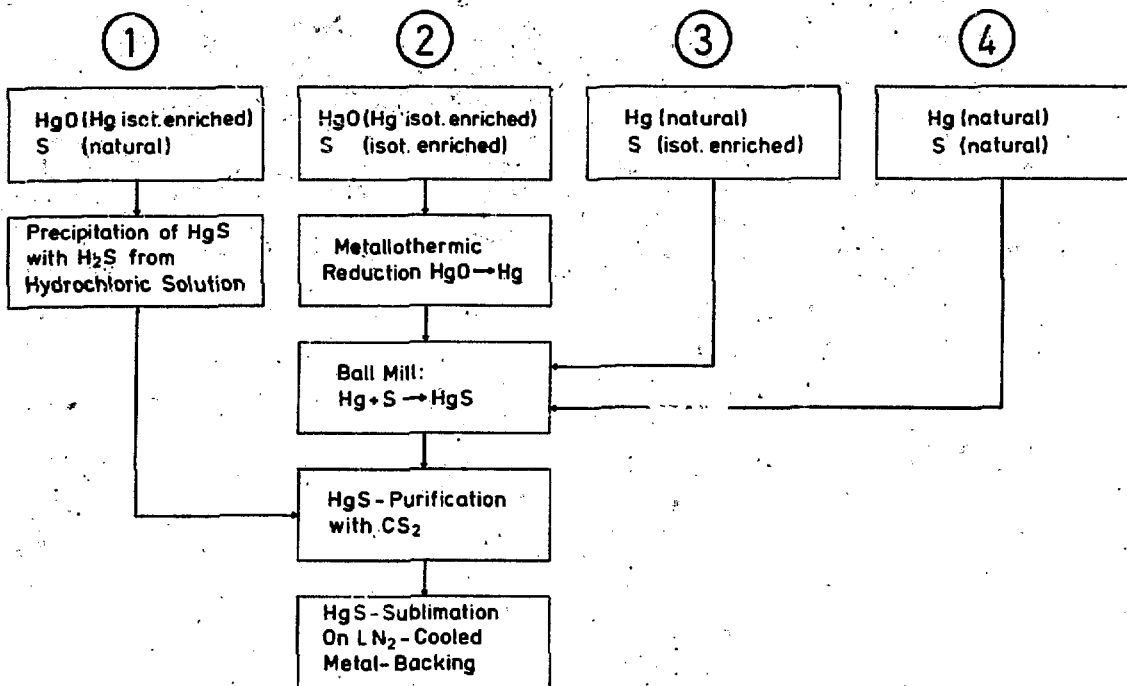 1
2
3
4
HgO (Hg isot. enriched)
S (natural)
HgO (Hg isot. enriched)
S (isot. enriched)
Hg (natural)
S (isot. enriched)
Hg (natural)
S (natural)
Precipitation of HgS
with H₂S from
Hydrochloric Solution
Metallothermic
Reduction HgO → Hg
Ball Mill:
Hg + S → HgS
HgS - Purification
with CS₂
HgS - Sublimation
On LN₂ - Cooled
Metal - Backing